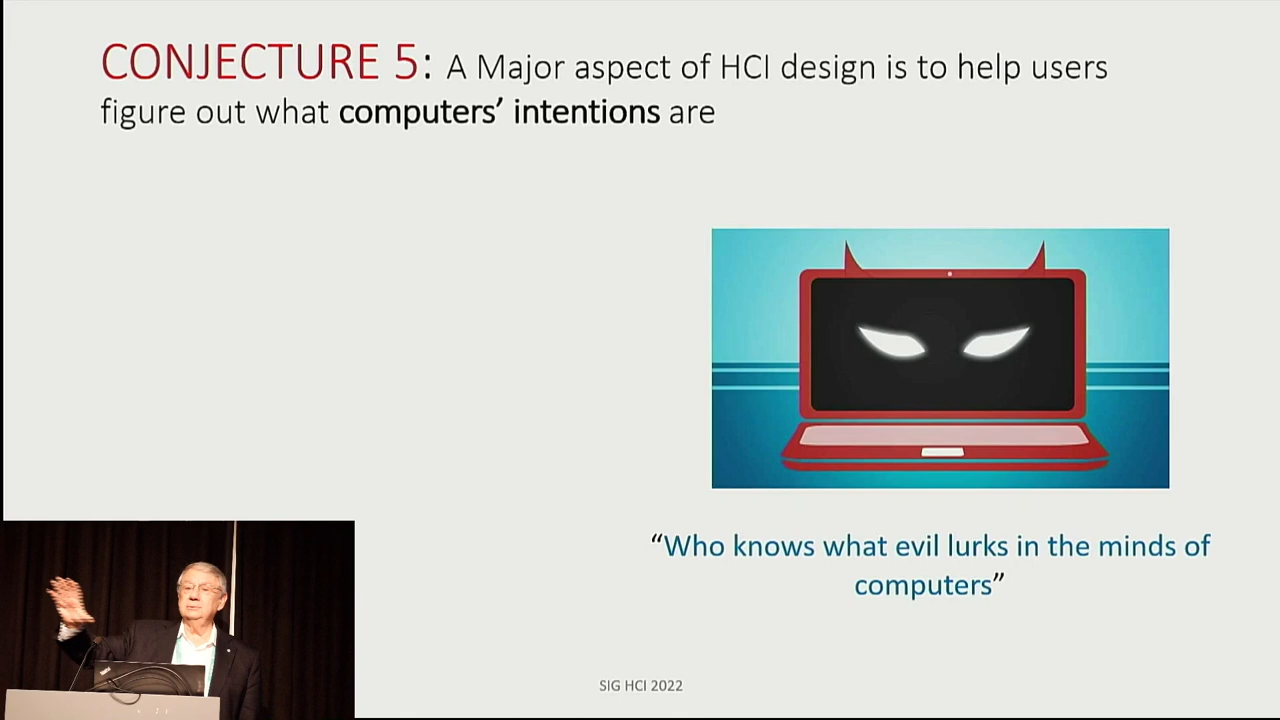 CONJECTURE 5: A Major aspect of HCI design is to help users
figure out what computers’ intentions are
“Who knows what evil lurks in the minds of
computers”
SIG HCI 2022